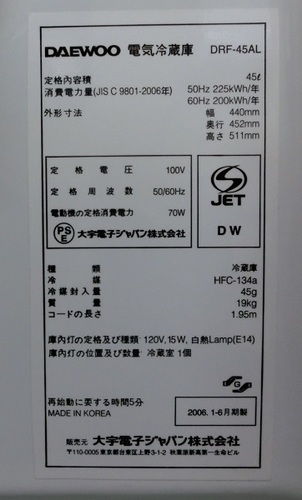 DAEWOO 電気冷蔵庫 DRF-45AL
定格内容積 45ℓ
消費電力量(JIS C 9801-2006年) 50Hz 225kWh/年
60Hz 200kWh/年
外形寸法 幅 440mm
奥行 452mm
高さ 511mm
定格電圧 100V
定格周波数 50/60Hz
電動機の定格消費電力 70W
PSE 大宇電子ジャパン株式会社
S JET
DW
種類 冷蔵庫
冷媒 HFC-134a
冷媒封入量 45g
質量 19kg
コードの長さ 1.95m
庫内灯の定格及び種類 120V,15W,白熱Lamp(E14)
庫内灯の位置及び数量 冷蔵室1個
SG
再始動に要する時間5分
MADE IN KOREA
2006.1-6月期製
販売元 大宇電子ジャパン株式会社
〒110-0005 東京都台東区上野3-1-2 秋葉原新高第一生命ビル